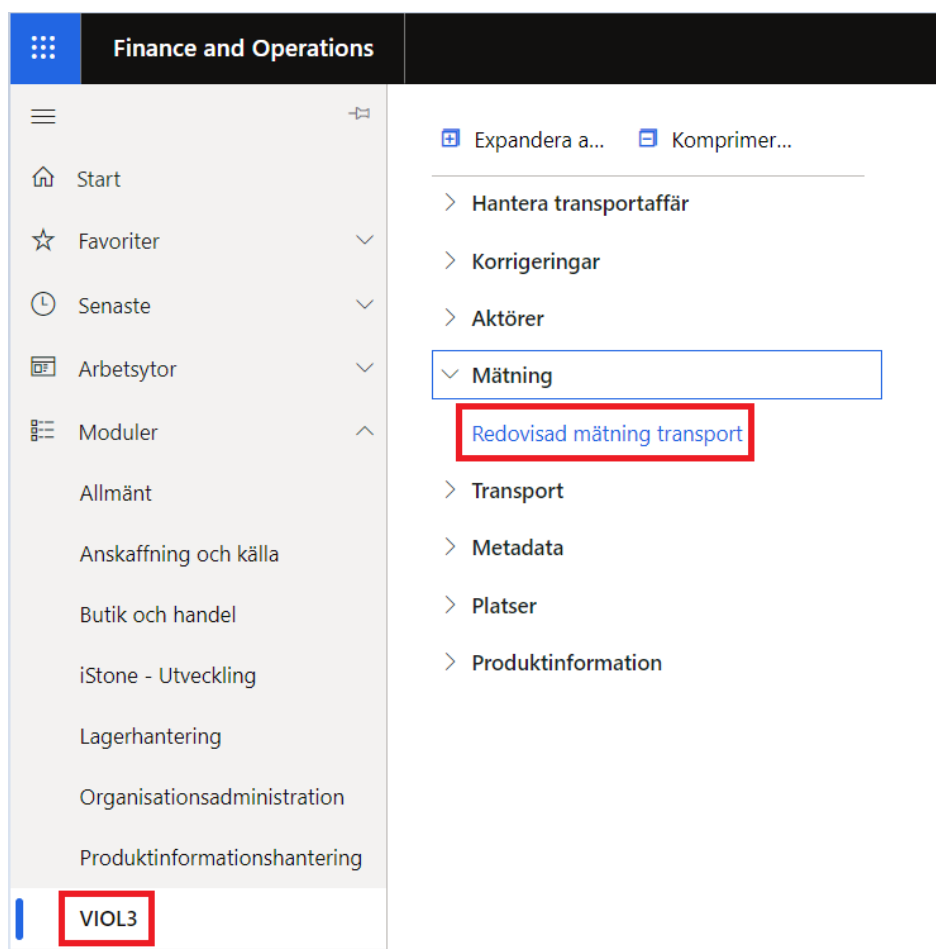 Finance and Operations
Start
Favoriter
Senaste
Arbetsytor
Moduler
Allmänt
Anskaffning och källa
Butik och handel
iStone - Utveckling
Lagerhantering
Organisationsadministration
Produktinformationshantering
VIOL3
Expandera a... Komprimer...
Hantera transportaffär
Korrigeringar
Aktörer
Mätning
Redovisad mätning transport
Transport
Metadata
Platser
Produktinformation